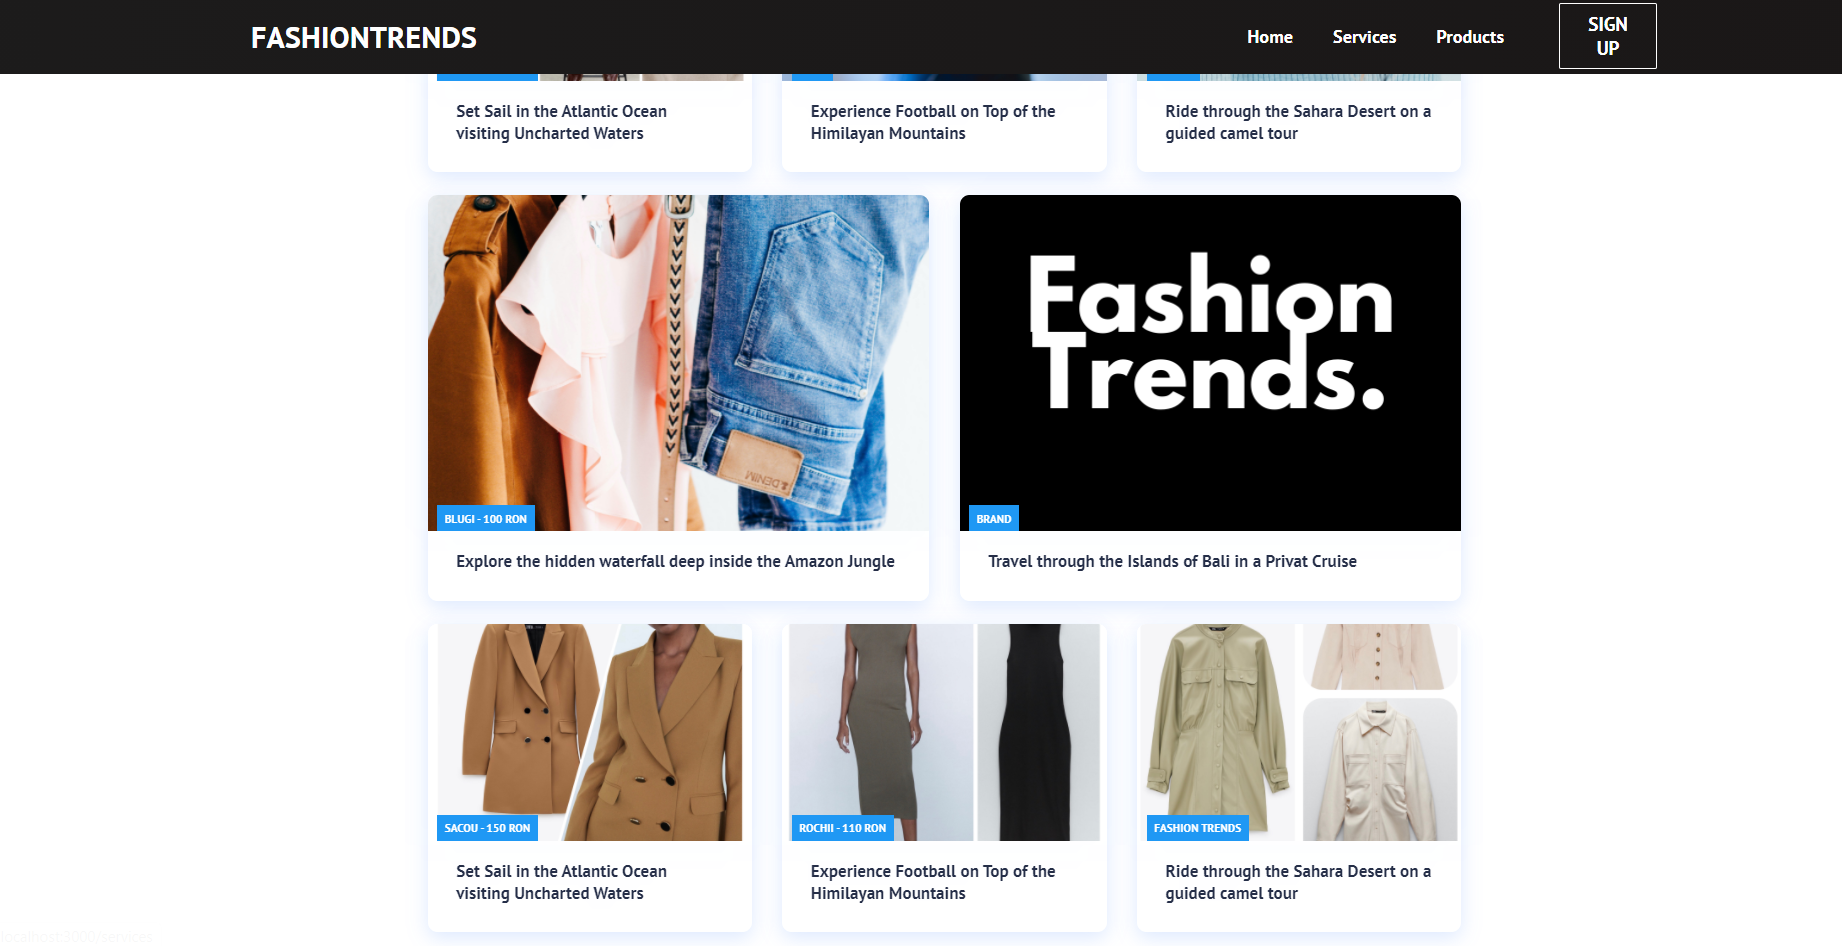 FASHIONTRENDS
Home
Services
Products
SIGN
UP
Set Sail in the Atlantic Ocean
visiting Uncharted Waters
Experience Football on Top of the
Himilayan Mountains
Ride through the Sahara Desert on a
guided camel tour
DENIM
Fashion
Trends.
BLUGI - 100 RON
BRAND
Explore the hidden waterfall deep inside the Amazon Jungle
Travel through the Islands of Bali in a Privat Cruise
SACOU - 150 RON
ROCHII - 110 RON
FASHION TRENDS
Set Sail in the Atlantic Ocean
visiting Uncharted Waters
Experience Football on Top of the
Himilayan Mountains
Ride through the Sahara Desert on a
guided camel tour
localhost:3000/services